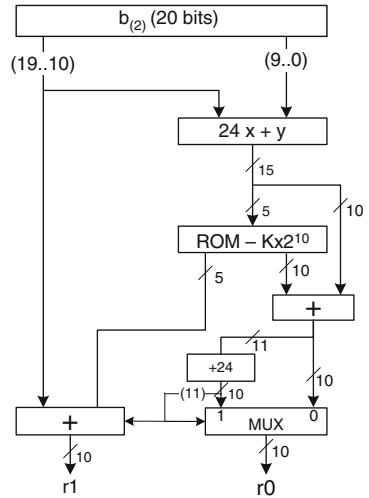 b(2) (20 bits)
(19..10) (9..0)
24 x + y
15
5 10
ROM – Kx2^10
5 10
+
11
+24
(11) 10 10
+ 1 MUX 0
10 10
r1 r0